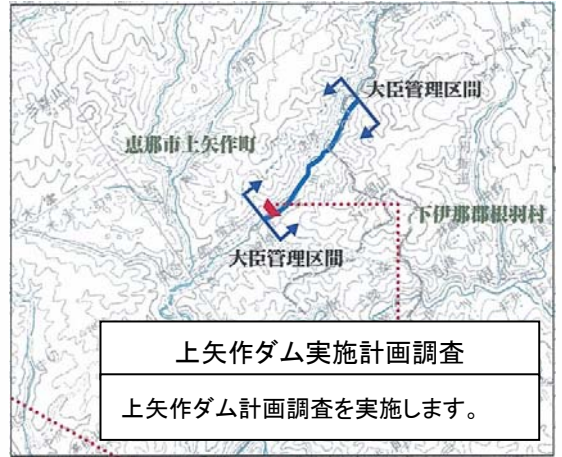 大臣管理区間
恵那市上矢作町
下伊那郡根羽村
大臣管理区間
上矢作ダム実施計画調査
上矢作ダム計画調査を実施します。